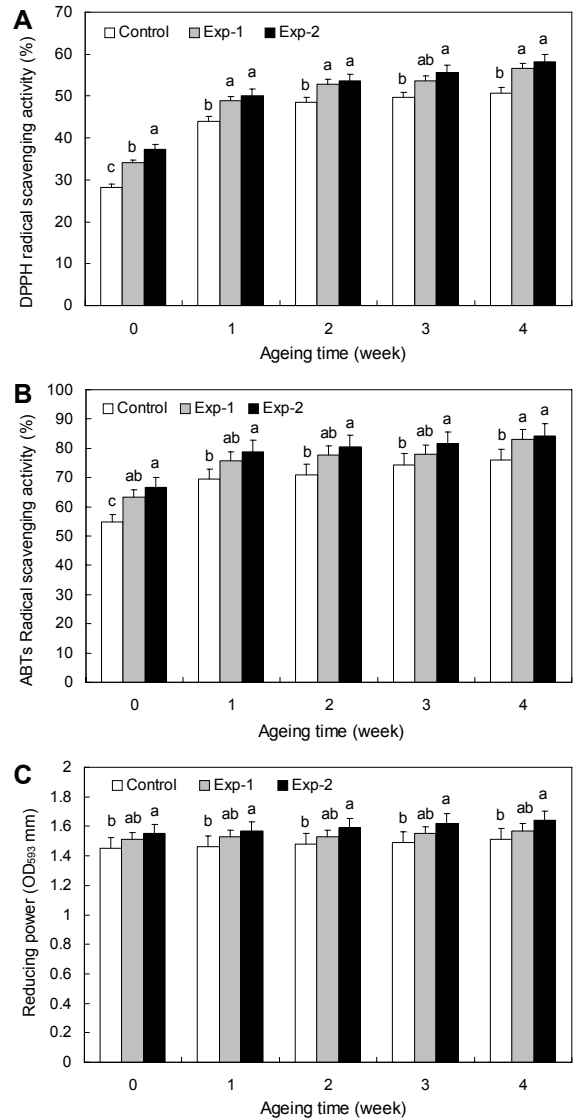 A
DPPH radical scavenging activity (%)
70
60
50
40
30
20
10
0
Control Exp-1 Exp-2
c b a
b a a
b a a
b ab a
b a a
0 1 2 3 4
Ageing time (week)
B
ABTs Radical scavenging activity (%)
100
90
80
70
60
50
40
30
20
10
0
Control Exp-1 Exp-2
c ab a
b ab a
b ab a
b ab a
b a a
0 1 2 3 4
Ageing time (week)
C
Reducing power (OD₅₉₃ mm)
2
1.8
1.6
1.4
1.2
1
0.8
0.6
0.4
0.2
0
Control Exp-1 Exp-2
b ab a
b ab a
b ab a
b ab a
b ab a
0 1 2 3 4
Ageing time (week)